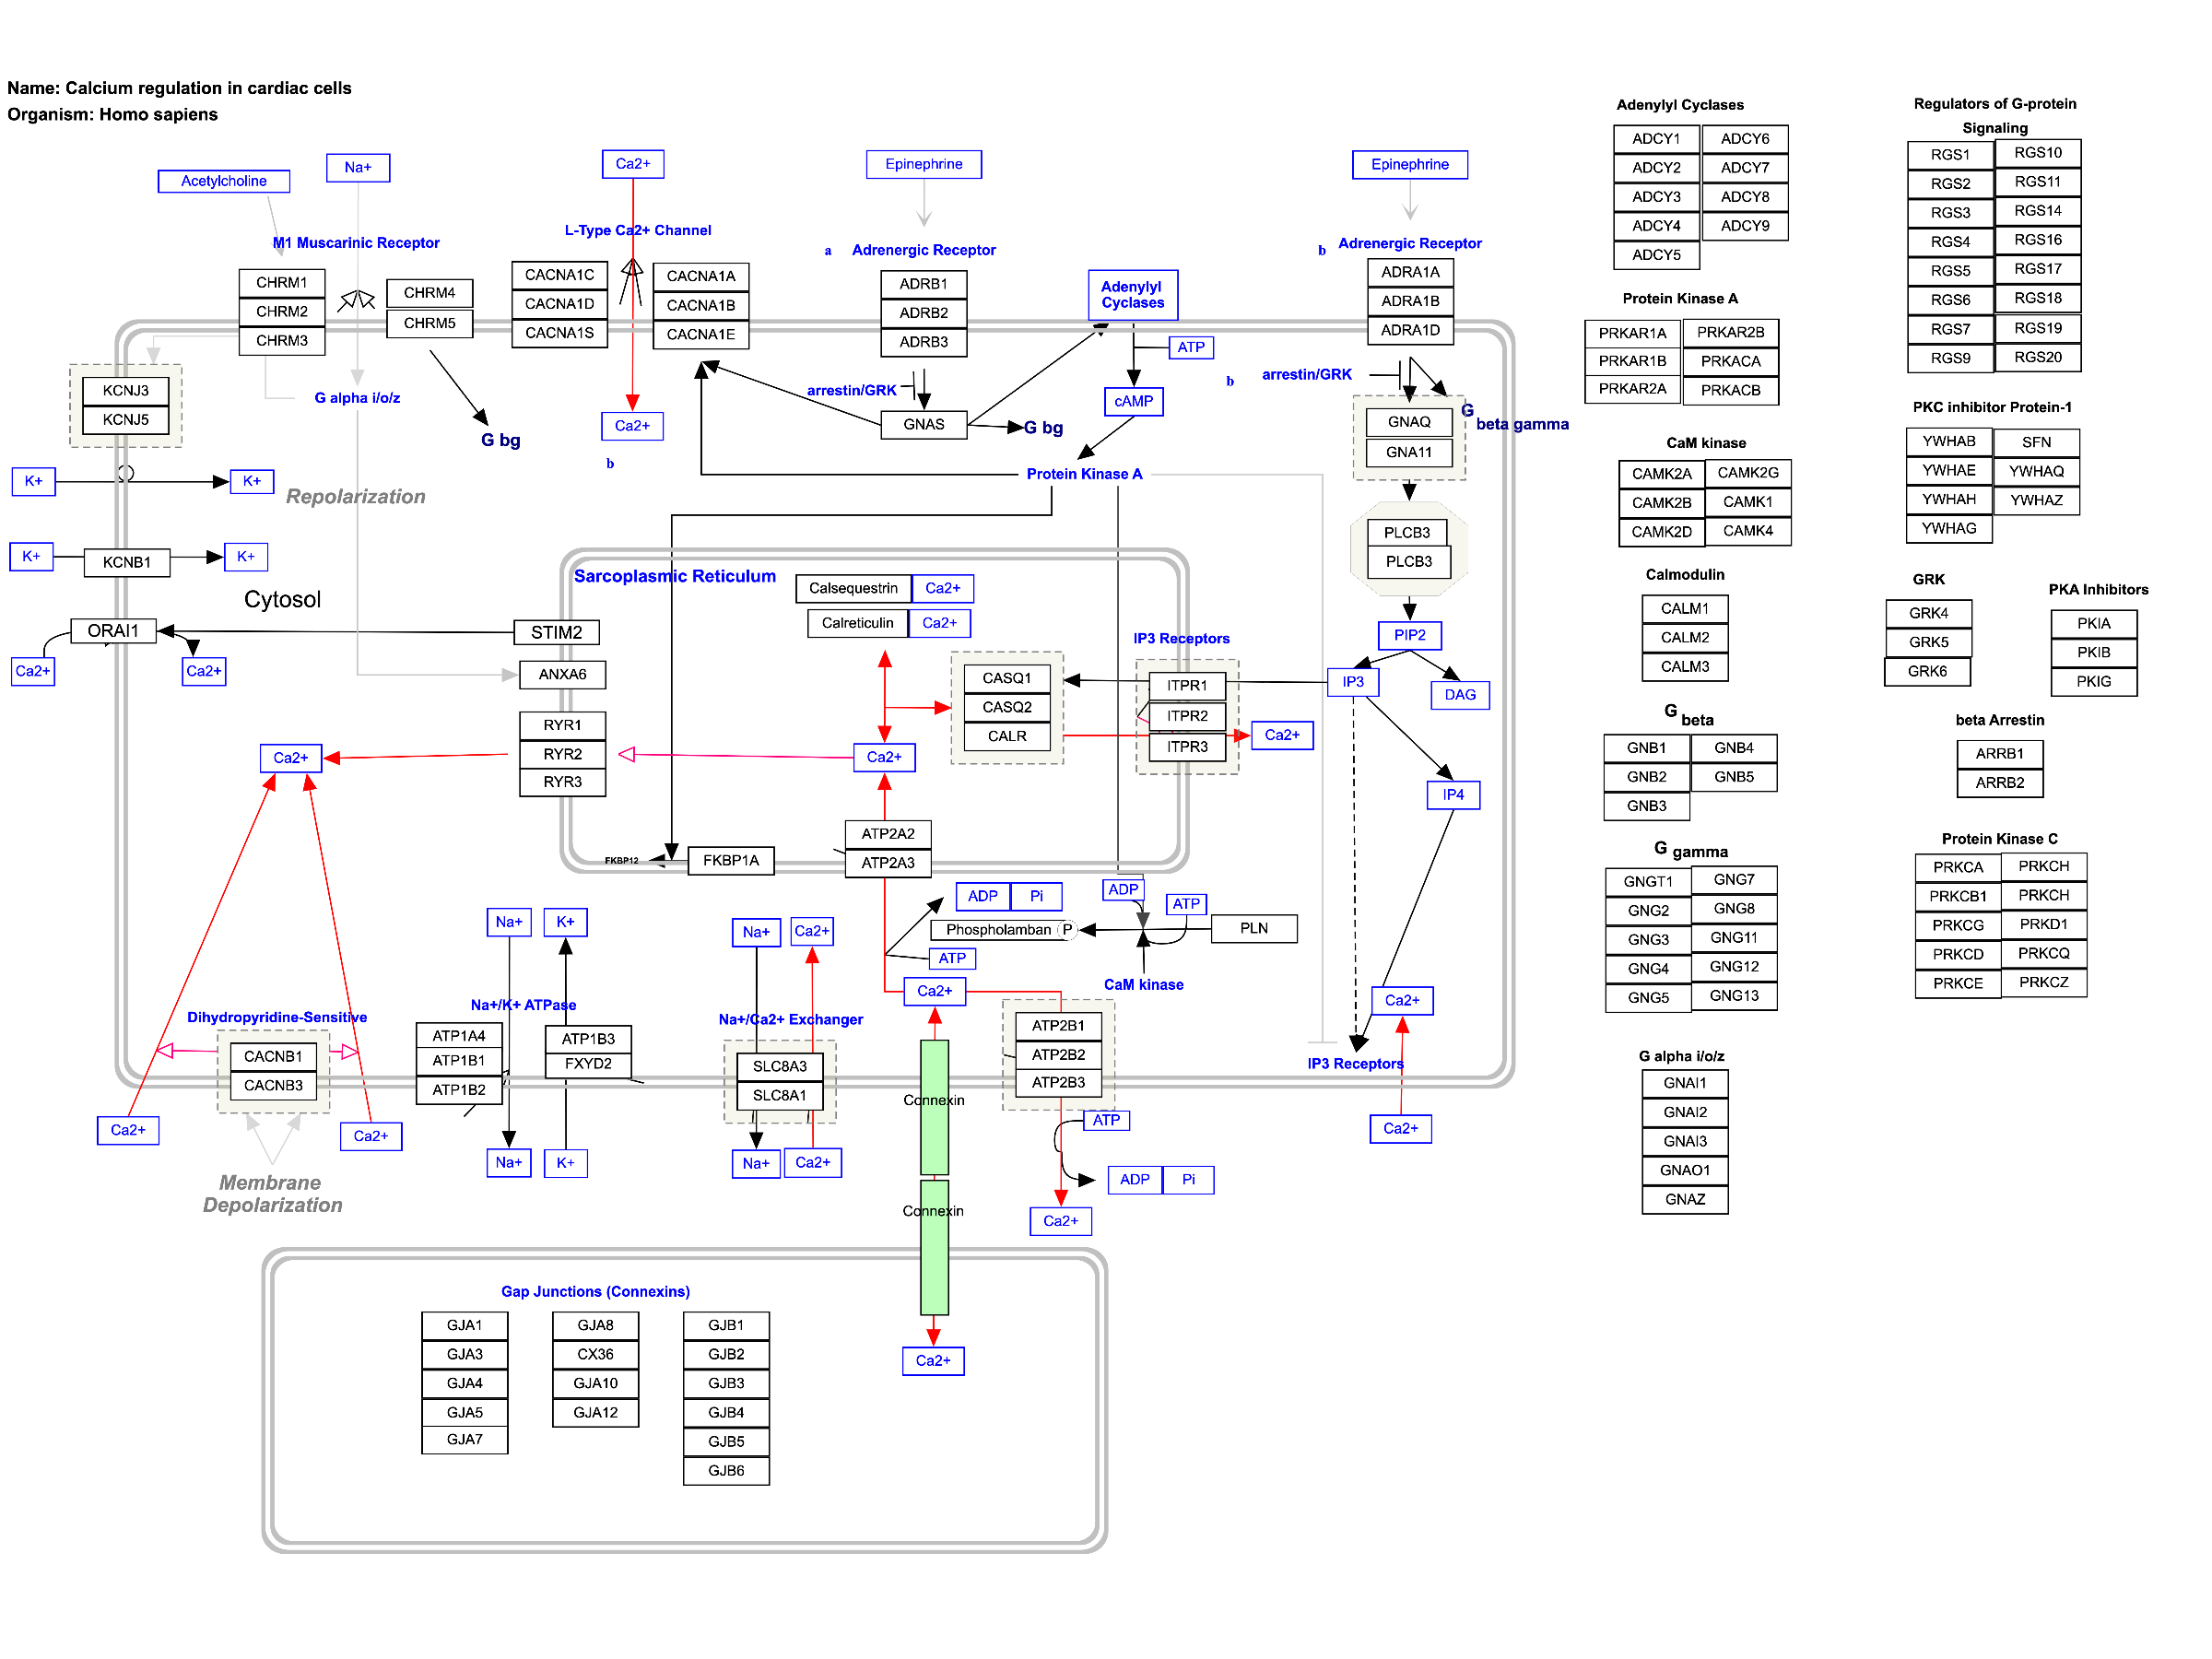 Name: Calcium regulation in cardiac cells
Organism: Homo sapiens
Acetylcholine
Na+
Ca2+
Epinephrine
Epinephrine
M1 Muscarinic Receptor
L-Type Ca2+ Channel
a
Adrenergic Receptor
b
Adrenergic Receptor
CHRM1
CHRM2
CHRM3
CHRM4
CHRM5
CACNA1C
CACNA1D
CACNA1S
CACNA1A
CACNA1B
CACNA1E
ADRB1
ADRB2
ADRB3
Adenylyl
Cyclases
ADRA1A
ADRA1B
ADRA1D
ATP
KCNJ3
KCNJ5
G alpha i/o/z
G bg
Ca2+
b
arrestin/GRK
GNAS
G bg
cAMP
Protein Kinase A
b
arrestin/GRK
G
beta gamma
GNAQ
GNA11
K+
K+
Repolarization
K+
KCNB1
K+
PLCB3
PLCB3
Cytosol
Sarcoplasmic Reticulum
Calsequestrin
Ca2+
Calreticulin
Ca2+
ORAI1
STIM2
Ca2+
Ca2+
ANXA6
IP3 Receptors
PIP2
IP3
DAG
CASQ1
CASQ2
CALR
ITPR1
ITPR2
ITPR3
Ca2+
RYR1
RYR2
RYR3
Ca2+
Ca2+
IP4
ATP2A2
ATP2A3
FKBP12
FKBP1A
ADP
Pi
ADP
ATP
Phospholamban
P
PLN
ATP
CaM kinase
Na+
K+
Na+
Ca2+
Ca2+
Ca2+
Na+/K+ ATPase
Dihydropyridine-Sensitive
Na+/Ca2+ Exchanger
CACNB1
CACNB3
ATP1A4
ATP1B1
ATP1B2
ATP1B3
FXYD2
SLC8A3
SLC8A1
Connexin
ATP2B1
ATP2B2
ATP2B3
IP3 Receptors
Ca2+
Ca2+
Na+
K+
Na+
Ca2+
ATP
ADP
Pi
Ca2+
Membrane
Depolarization
Connexin
Ca2+
Gap Junctions (Connexins)
GJA1
GJA3
GJA4
GJA5
GJA7
GJA8
CX36
GJA10
GJA12
GJB1
GJB2
GJB3
GJB4
GJB5
GJB6
Ca2+
Adenylyl Cyclases
ADCY1
ADCY2
ADCY3
ADCY4
ADCY5
ADCY6
ADCY7
ADCY8
ADCY9
Protein Kinase A
PRKAR1A
PRKAR1B
PRKAR2A
PRKAR2B
PRKACA
PRKACB
CaM kinase
CAMK2A
CAMK2B
CAMK2D
CAMK2G
CAMK1
CAMK4
Calmodulin
CALM1
CALM2
CALM3
G
beta
GNB1
GNB2
GNB3
GNB4
GNB5
G
gamma
GNGT1
GNG2
GNG3
GNG4
GNG5
GNG7
GNG8
GNG11
GNG12
GNG13
G alpha i/o/z
GNAI1
GNAI2
GNAI3
GNAO1
GNAZ
Regulators of G-protein
Signaling
RGS1
RGS2
RGS3
RGS4
RGS5
RGS6
RGS7
RGS9
RGS10
RGS11
RGS14
RGS16
RGS17
RGS18
RGS19
RGS20
PKC inhibitor Protein-1
YWHAB
YWHAE
YWHAH
YWHAG
SFN
YWHAQ
YWHAZ
GRK
GRK4
GRK5
GRK6
PKA Inhibitors
PKIA
PKIB
PKIG
beta Arrestin
ARRB1
ARRB2
Protein Kinase C
PRKCA
PRKCB1
PRKCG
PRKCD
PRKCE
PRKCH
PRKCH
PRKD1
PRKCQ
PRKCZ